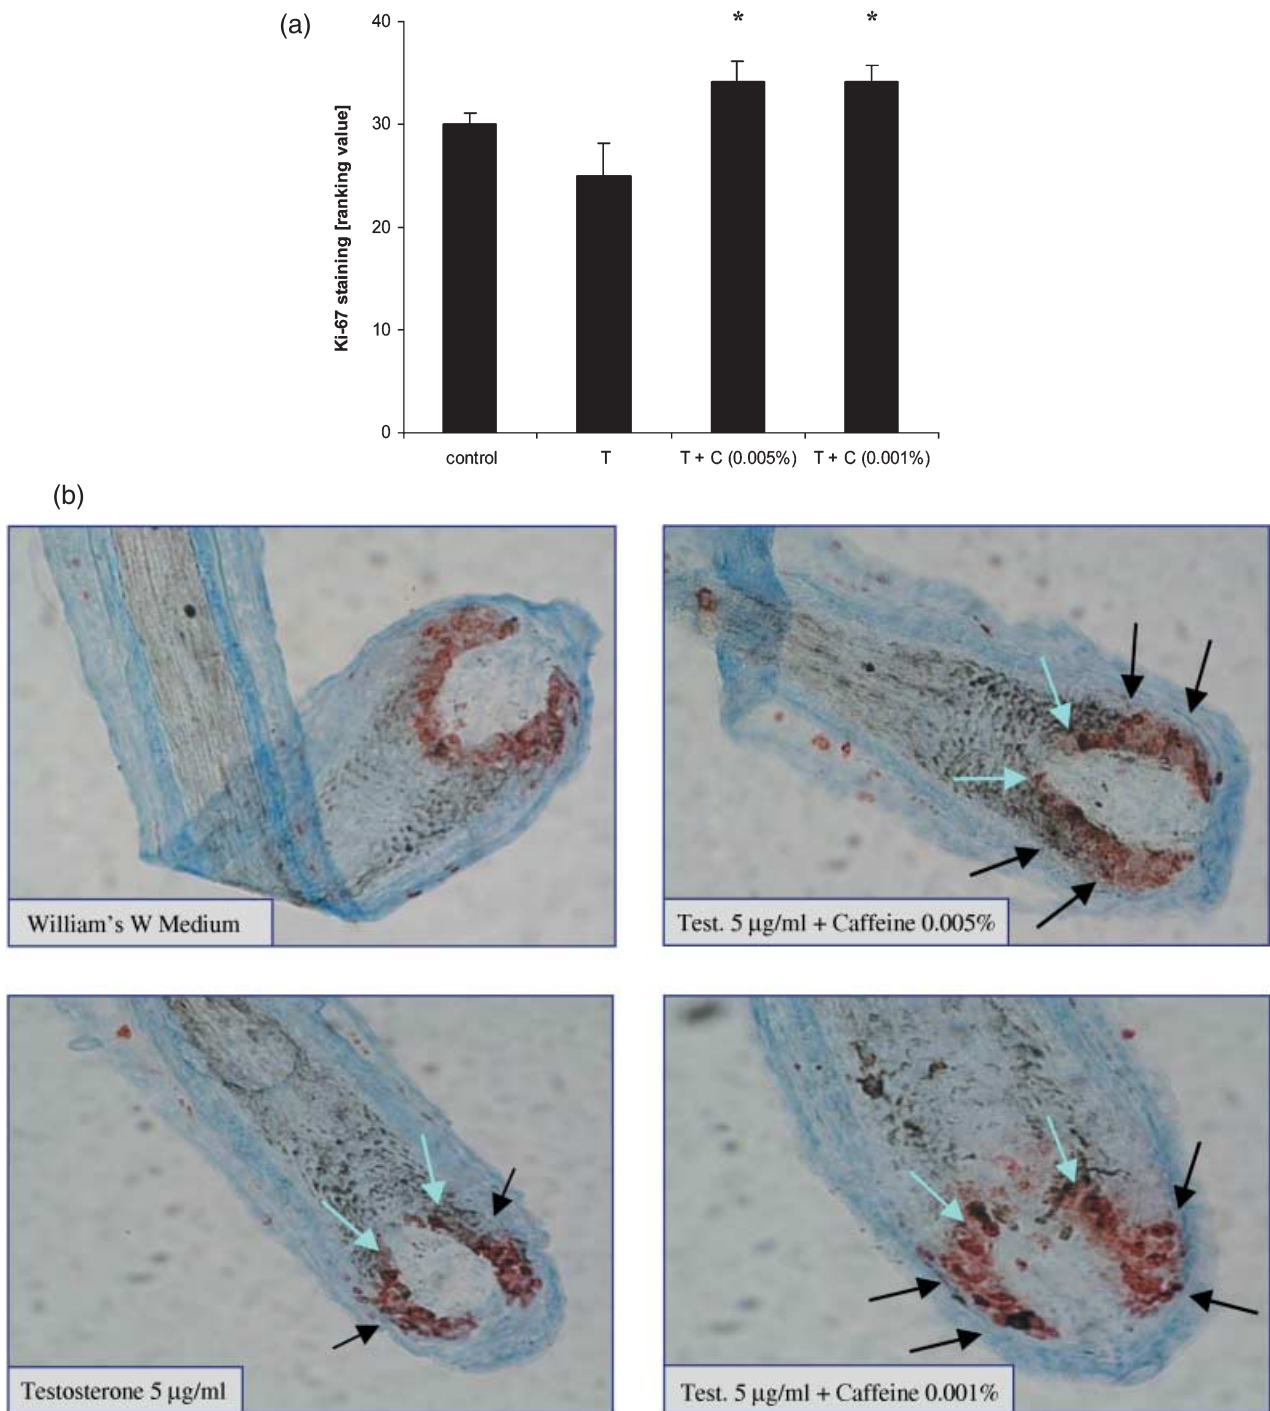 (a)
40
30
20
10
0
Ki-67 staining [ranking value]
* *
control T T + C (0.005%) T + C (0.001%)
(b)
William's W Medium
Test. 5 μg/ml + Caffeine 0.005%
Testosterone 5 μg/ml
Test. 5 μg/ml + Caffeine 0.001%